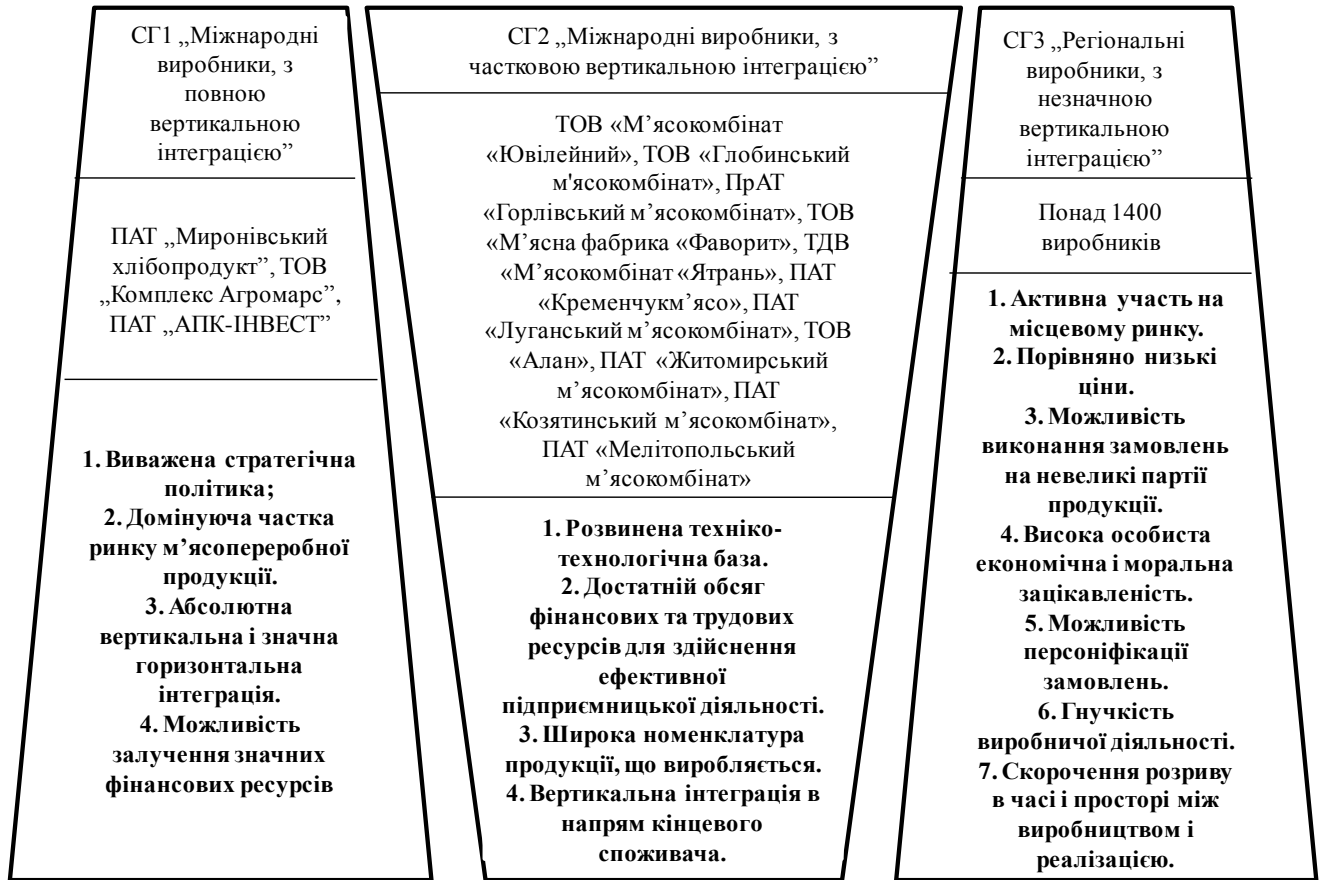 СГ1 „Міжнародні
виробники, з
повною
вертикальною
інтеграцією”
ПАТ „Миронівський
хлібопродукт”, ТОВ
„Комплекс Агромарс”,
ПАТ „АПК-ІНВЕСТ”
1. Виважена стратегічна
політика;
2. Домінуюча частка
ринку м’ясопереробної
продукції.
3. Абсолютна
вертикальна і значна
горизонтальна
інтеграція.
4. Можливість
залучення значних
фінансових ресурсів
СГ2 „Міжнародні виробники, з
частковою вертикальною інтеграцією”
ТОВ «М’ясокомбінат
«Ювілейний», ТОВ «Глобинський
м'ясокомбінат», ПрАТ
«Горлівський м’ясокомбінат», ТОВ
«М’ясна фабрика «Фаворит», ТДВ
«М’ясокомбінат «Ятрань», ПАТ
«Кременчукм’ясо», ПАТ
«Луганський м’ясокомбінат», ТОВ
«Алан», ПАТ «Житомирський
м’ясокомбінат», ПАТ
«Козятинський м’ясокомбінат»,
ПАТ «Мелітопольський
м’ясокомбінат»
1. Розвинена техніко-
технологічна база.
2. Достатній обсяг
фінансових та трудових
ресурсів для здійснення
ефективної
підприємницької діяльності.
3. Широка номенклатура
продукції, що виробляється.
4. Вертикальна інтеграція в
напрям кінцевого
споживача.
СГ3 „Регіональні
виробники, з
незначною
вертикальною
інтеграцією”
Понад 1400
виробників
1. Активна участь на
місцевому ринку.
2. Порівняно низькі
ціни.
3. Можливість
виконання замовлень
на невеликі партії
продукції.
4. Висока особиста
економічна і моральна
зацікавленість.
5. Можливість
персоніфікації
замовлень.
6. Гнучкість
виробничої діяльності.
7. Скорочення розриву
в часі і просторі між
виробництвом і
реалізацією.